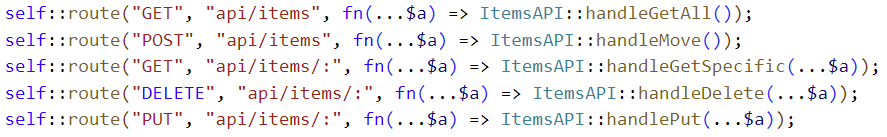 self::route("GET", "api/items", fn(...$a) => ItemsAPI::handleGetAll());
self::route("POST", "api/items", fn(...$a) => ItemsAPI::handleMove());
self::route("GET", "api/items/:", fn(...$a) => ItemsAPI::handleGetSpecific(...$a));
self::route("DELETE", "api/items/:", fn(...$a) => ItemsAPI::handleDelete(...$a));
self::route("PUT", "api/items/:", fn(...$a) => ItemsAPI::handlePut(...$a));